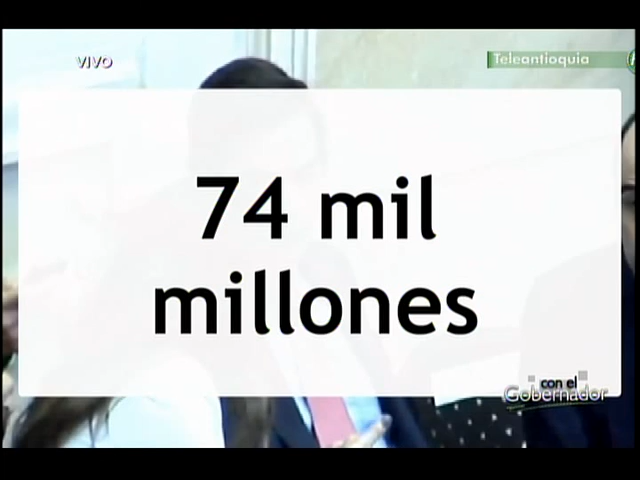 VIVO
Teleantioquia
74 mil
millones
con el
Gobernador